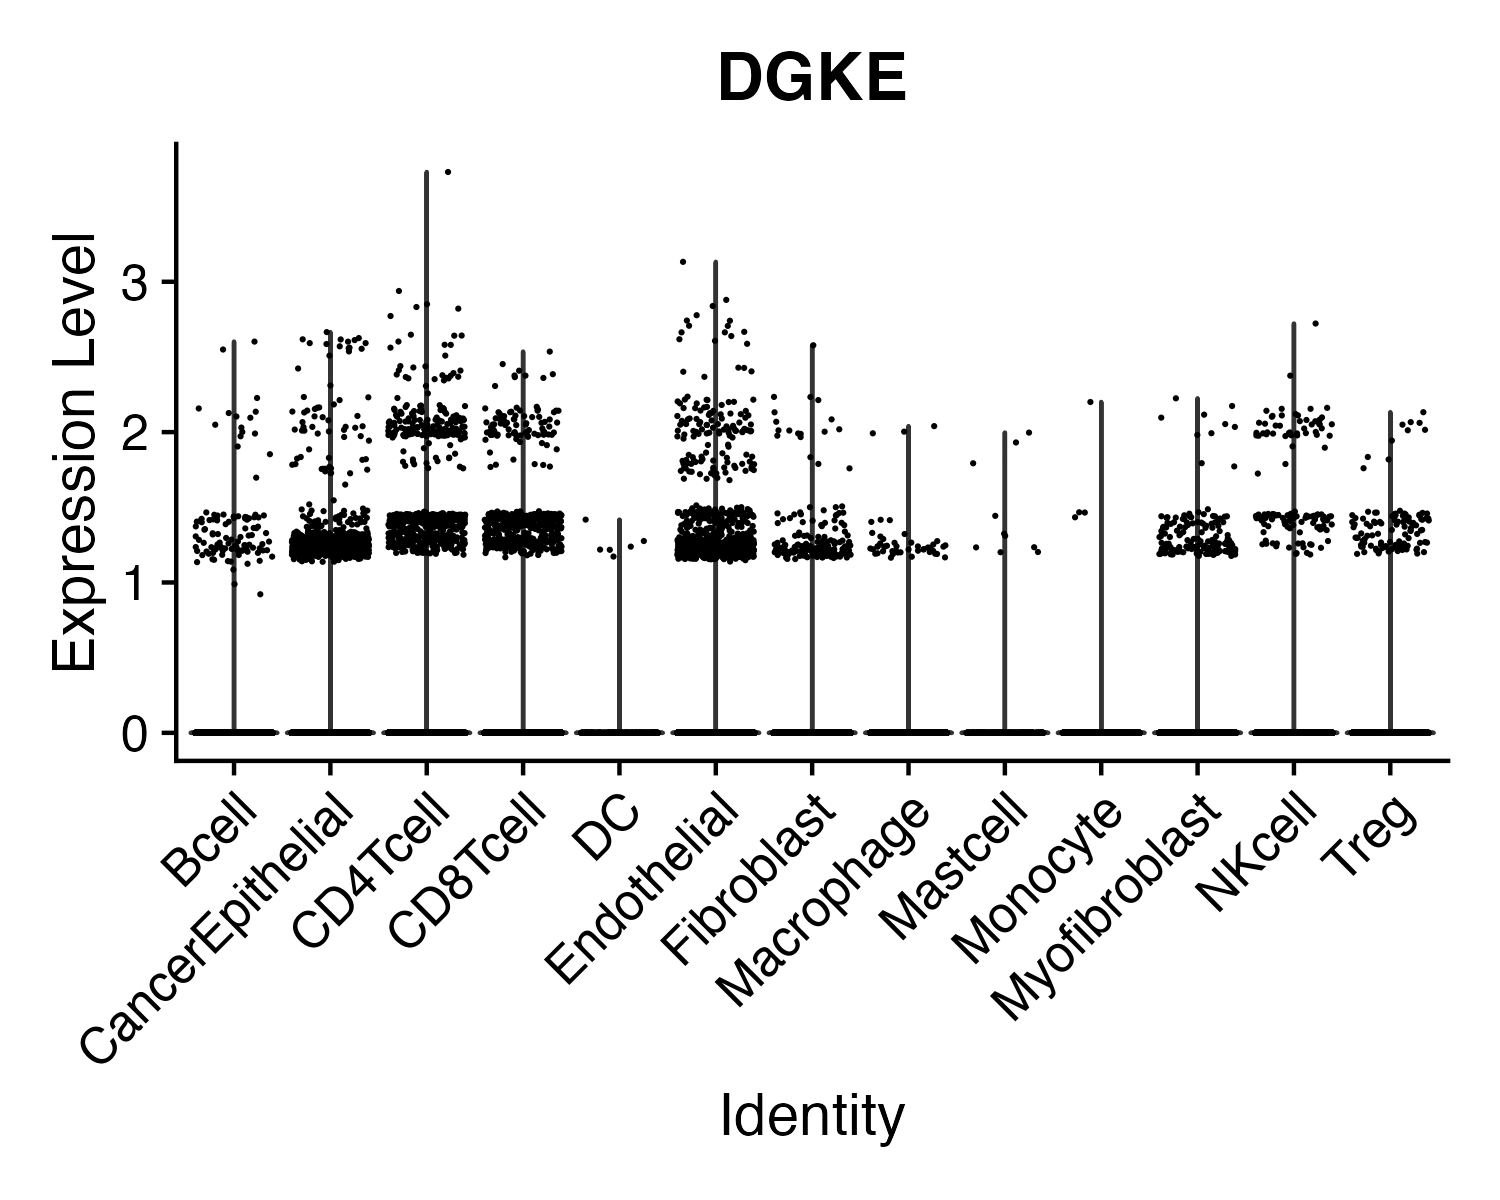 DGKE
Expression Level
3
2
1
0
Bcell
CancerEpithelial
CD4Tcell
CD8Tcell
DC
Endothelial
Fibroblast
Macrophage
Mastcell
Monocyte
Myofibroblast
NKcell
Treg
Identity